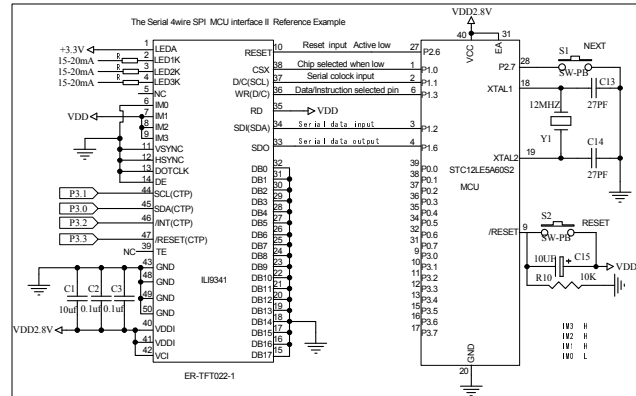 The Serial 4wire SPI MCU interface II Reference Example
VDD2.8V
+3.3V
15-20mA R
15-20mA R
15-20mA R
VDD
1 LEDA
2 LED1K
3 LED2K
4 LED3K
5 NC
6 IM0
7 IM1
8 IM2
9 IM3
11 VSYNC
12 HSYNC
13 DOTCLK
14 DE
P3.1 44 SCL(CTP)
P3.0 45 SDA(CTP)
P3.2 46 /INT(CTP)
P3.3 47 /RESET(CTP)
NC 39 TE
43 GND
48 GND
49 GND
50 GND
40 VDDI
41 VDDI
42 VCI
C1 C2 C3
10uf 0.1uf 0.1uf
VDD2.8V
ILI9341
ER-TFT022-1
RESET 10 Reset input Active low 27 P2.6
CSX 38 Chip selected when low 1 P1.0
D/C(SCL) 37 Serial colock input 2 P1.1
WR(D/C) 36 Data/Instruction selected pin 6 P1.3
RD 35 VDD
SDI(SDA) 34 Serial data input 3 P1.2
SDO 33 Serial data output 4 P1.6
DB0 32
DB1 31
DB2 30
DB3 29
DB4 28
DB5 27
DB6 26
DB7 25
DB8 24
DB9 23
DB10 22
DB11 21
DB12 20
DB13 19
DB14 18
DB15 17
DB16 16
DB17 15
39 P0.0
38 P0.1
37 P0.2
36 P0.3
35 P0.4
34 P0.5
32 P0.6
31 P0.7
9 P3.0
10 P3.1
11 P3.2
12 P3.3
13 P3.4
14 P3.5
16 P3.6
17 P3.7
40 VCC
31 EA
P2.7 28
S1 NEXT
SW-PB
XTAL1 18
C13
27PF
12MHZ
Y1
XTAL2 19
C14
27PF
STC12LE5A60S2
MCU
/RESET 9
S2 RESET
SW-PB
10UF + C15
VDD
R10 10K
GND
20
IM3 H
IM2 H
IM1 H
IM0 L